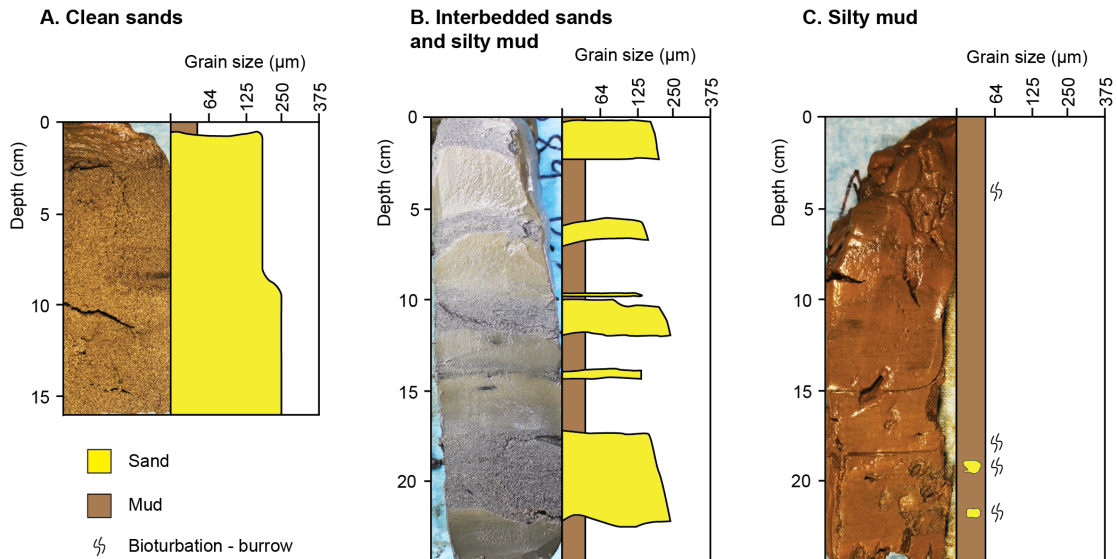 A. Clean sands
Grain size (µm)
64
125
250
375
Depth (cm)
0
5
10
15
Sand
Mud
Bioturbation - burrow
B. Interbedded sands
and silty mud
Grain size (µm)
64
125
250
375
Depth (cm)
0
5
10
15
20
C. Silty mud
Grain size (µm)
64
125
250
375
Depth (cm)
0
5
10
15
20